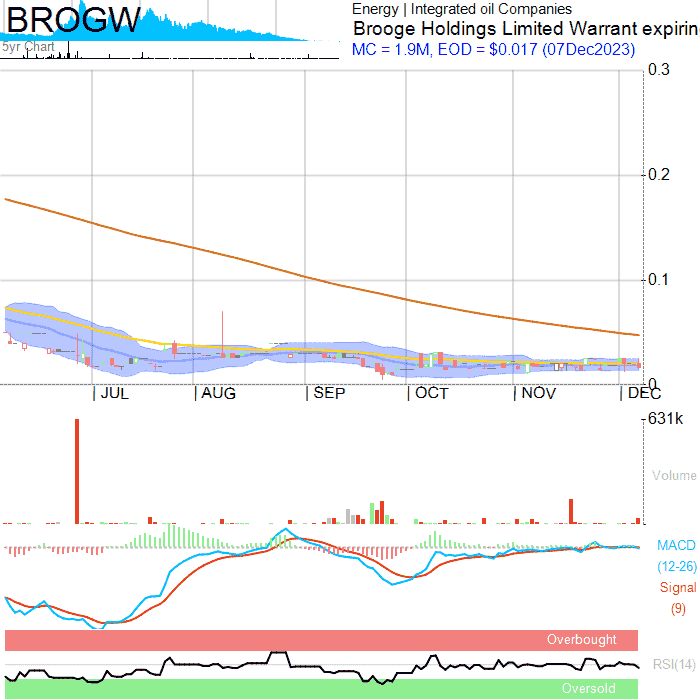 BROGW
5yr Chart
Energy | Integrated oil Companies
Brooge Holdings Limited Warrant expirin
MC = 1.9M, EOD = $0.017 (07Dec2023)
0.3
0.2
0.1
0
JUL AUG SEP OCT NOV DEC
631k
Volume
MACD
(12-26)
Signal
(9)
Overbought
RSI(14)
Oversold